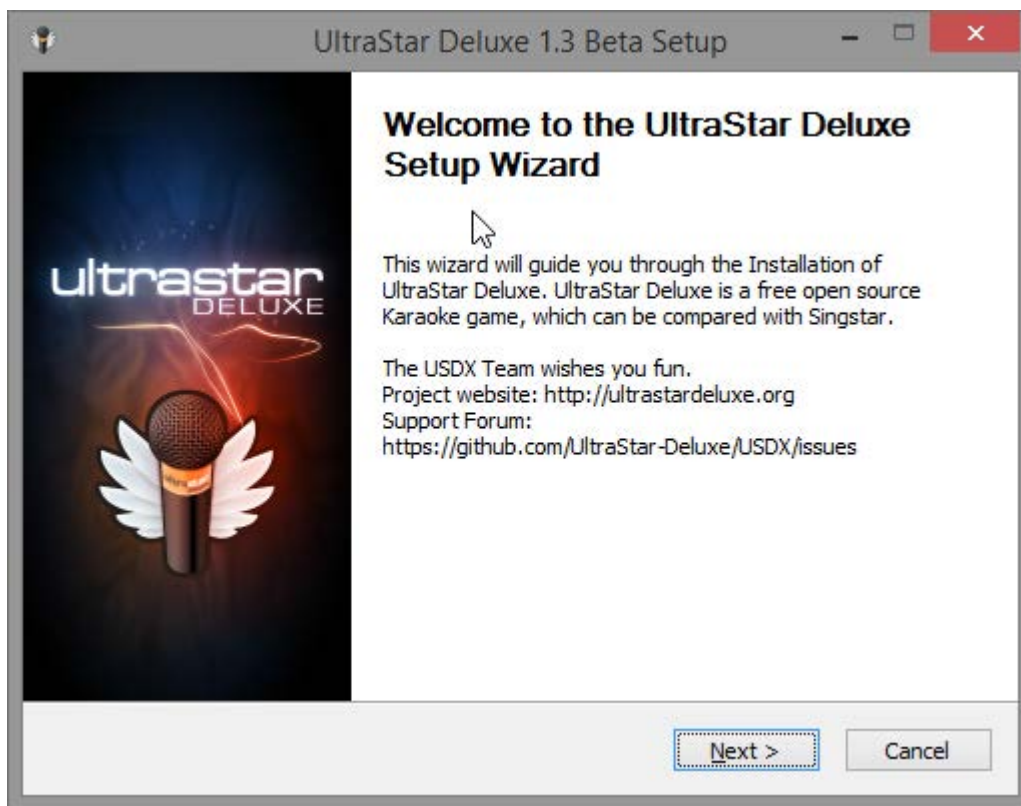 UltraStar Deluxe 1.3 Beta Setup
Welcome to the UltraStar Deluxe
Setup Wizard
ultrastar
DELUXE
This wizard will guide you through the Installation of
UltraStar Deluxe. UltraStar Deluxe is a free open source
Karaoke game, which can be compared with Singstar.
The USDX Team wishes you fun.
Project website: http://ultrastardeluxe.org
Support Forum:
https://github.com/UltraStar-Deluxe/USDX/issues
Next >
Cancel